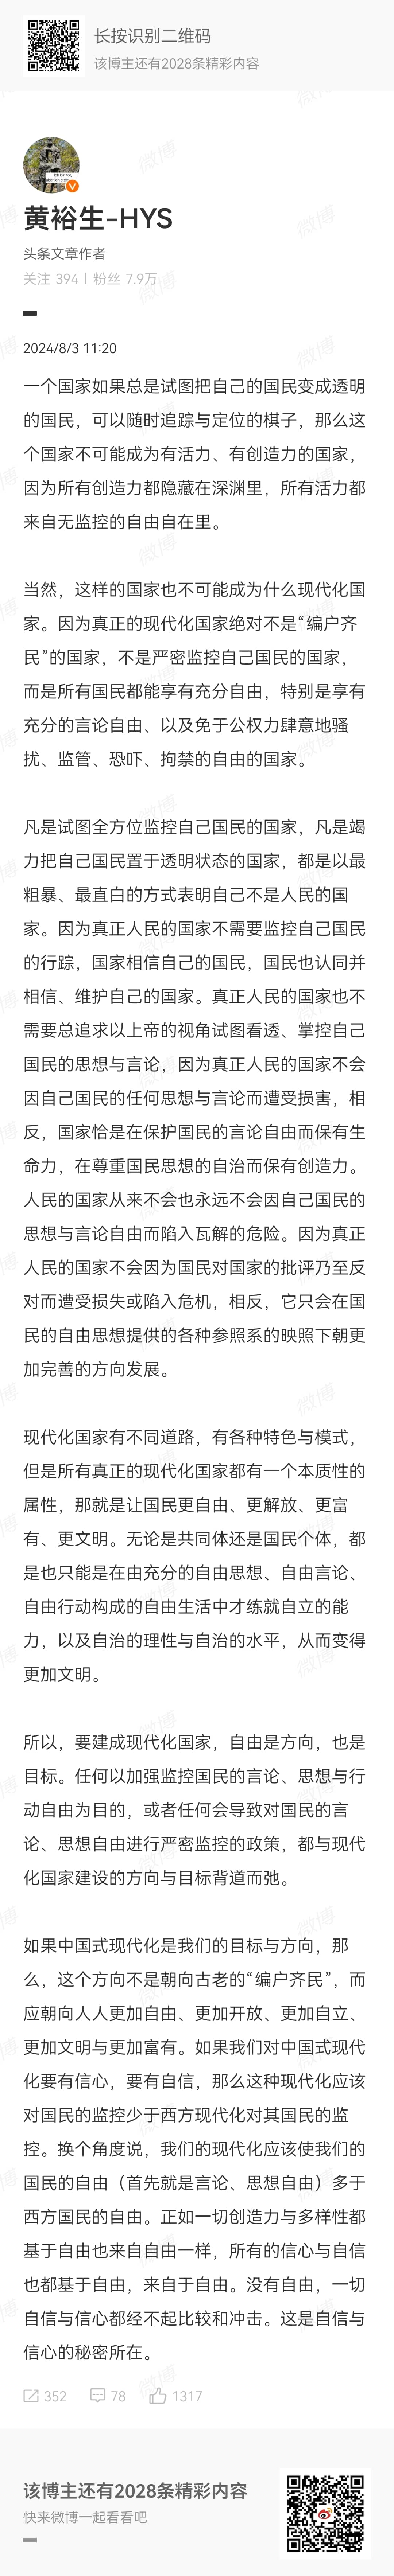 长按识别二维码
该博主还有2028条精彩内容
黄裕生-HYS
头条文章作者
关注 394 | 粉丝 7.9万
2024/8/3 11:20
一个国家如果总是试图把自己的国民变成透明
的国民，可以随时追踪与定位的棋子，那么这
个国家不可能成为有活力、有创造力的国家，
因为所有创造力都隐藏在深渊里，所有活力都
来自无监控的自由自在里。
当然，这样的国家也不可能成为什么现代化国
家。因为真正的现代化国家绝对不是“编户齐
民”的国家，不是严密监控自己国民的国家，
而是所有国民都能享有充分自由，特别是享有
充分的言论自由、以及免于公权力肆意地骚
扰、监管、恐吓、拘禁的自由的国家。
凡是试图全方位监控自己国民的国家，凡是竭
力把自己国民置于透明状态的国家，都是以最
粗暴、最直白的方式表明自己不是人民的国
家。因为真正人民的国家不需要监控自己国民
的行踪，国家相信自己的国民，国民也认同并
相信、维护自己的国家。真正人民的国家也不
需要总追求以上帝的视角试图看透、掌控自己
国民的思想与言论，因为真正人民的国家不会
因自己国民的任何思想与言论而遭受损害，相
反，国家恰是在保护国民的言论自由而保有生
命力，在尊重国民思想的自治而保有创造力。
人民的国家从来不会也永远不会因自己国民的
思想与言论自由而陷入瓦解的危险。因为真正
人民的国家不会因为国民对国家的批评乃至反
对而遭受损失或陷入危机，相反，它只会在国
民的自由思想提供的各种参照系的映照下朝更
加完善的方向发展。
现代化国家有不同道路，有各种特色与模式，
但是所有真正的现代化国家都有一个本质性的
属性，那就是让国民更自由、更解放、更富
有、更文明。无论是共同体还是国民个体，都
是也只能是在由充分的自由思想、自由言论、
自由行动构成的自由生活中才练就自立的能
力，以及自治的理性与自治的水平，从而变得
更加文明。
所以，要建成现代化国家，自由是方向，也是
目标。任何以加强监控国民的言论、思想与行
动自由为目的，或者任何会导致对国民的言
论、思想自由进行严密监控的政策，都与现代
化国家建设的方向与目标背道而弛。
如果中国式现代化是我们的目标与方向，那
么，这个方向不是朝向古老的“编户齐民”，而
应朝向人人更加自由、更加开放、更加自立、
更加文明与更加富有。如果我们对中国式现代
化要有信心，要有自信，那么这种现代化应该
对国民的监控少于西方现代化对其国民的监
控。换个角度说，我们的现代化应该使我们的
国民的自由（首先就是言论、思想自由）多于
西方国民的自由。正如一切创造力与多样性都
基于自由也来自自由一样，所有的信心与自信
也都基于自由，来自于自由。没有自由，一切
自信与信心都经不起比较和冲击。这是自信与
信心的秘密所在。
352 78 1317
该博主还有2028条精彩内容
快来微博一起看看吧